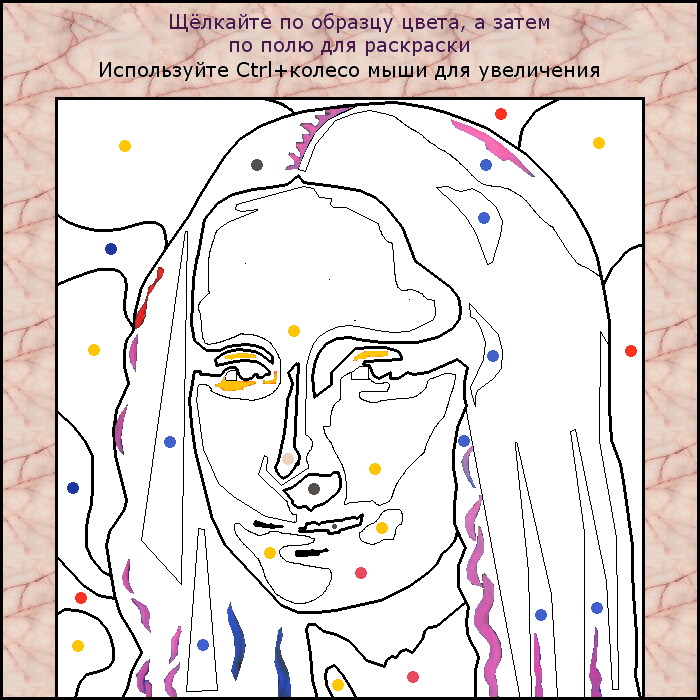 Щёлкайте по образцу цвета, а затем
по полю для раскраски
Используйте Ctrl+колесо мыши для увеличения